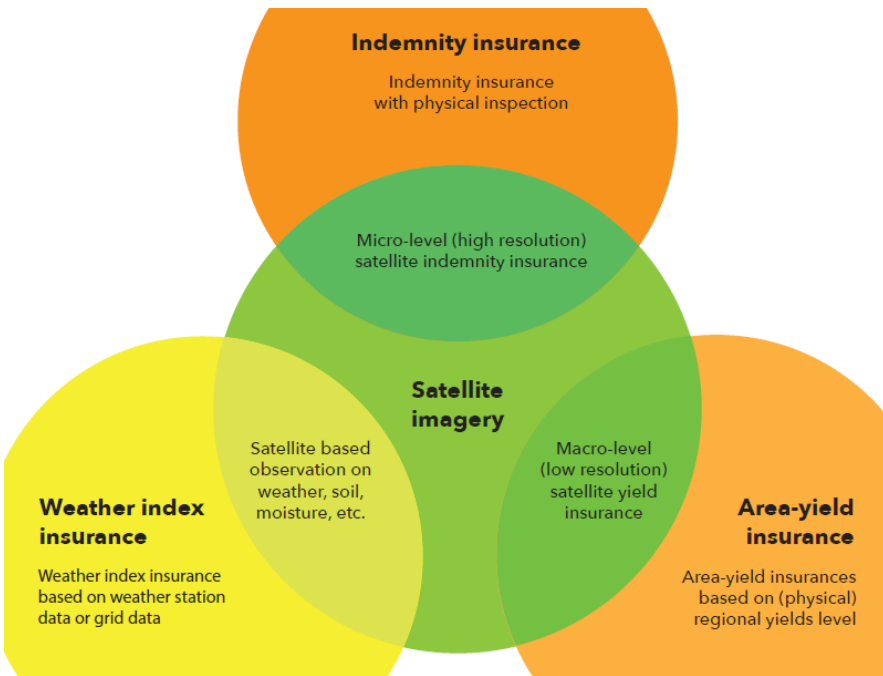 Indemnity insurance
Indemnity insurance
with physical inspection
Micro-level (high resolution)
satellite indemnity insurance
Satellite
imagery
Satellite based
observation on
weather, soil,
moisture, etc.
Macro-level
(low resolution)
satellite yield
insurance
Weather index
insurance
Weather index insurance
based on weather station
data or grid data
Area-yield
insurance
Area-yield insurances
based on (physical)
regional yields level